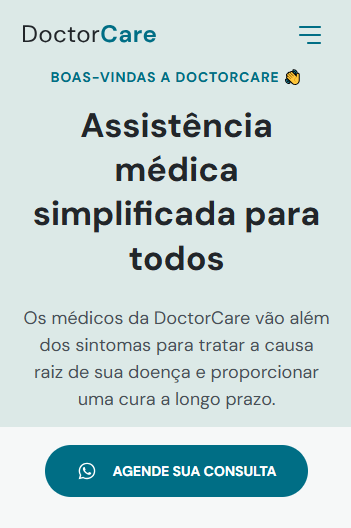 DoctorCare
BOAS-VINDAS A DOCTORCARE 👋
Assistência
médica
simplificada para
todos
Os médicos da DoctorCare vão além
dos sintomas para tratar a causa
raiz de sua doença e proporcionar
uma cura a longo prazo.
AGENDE SUA CONSULTA